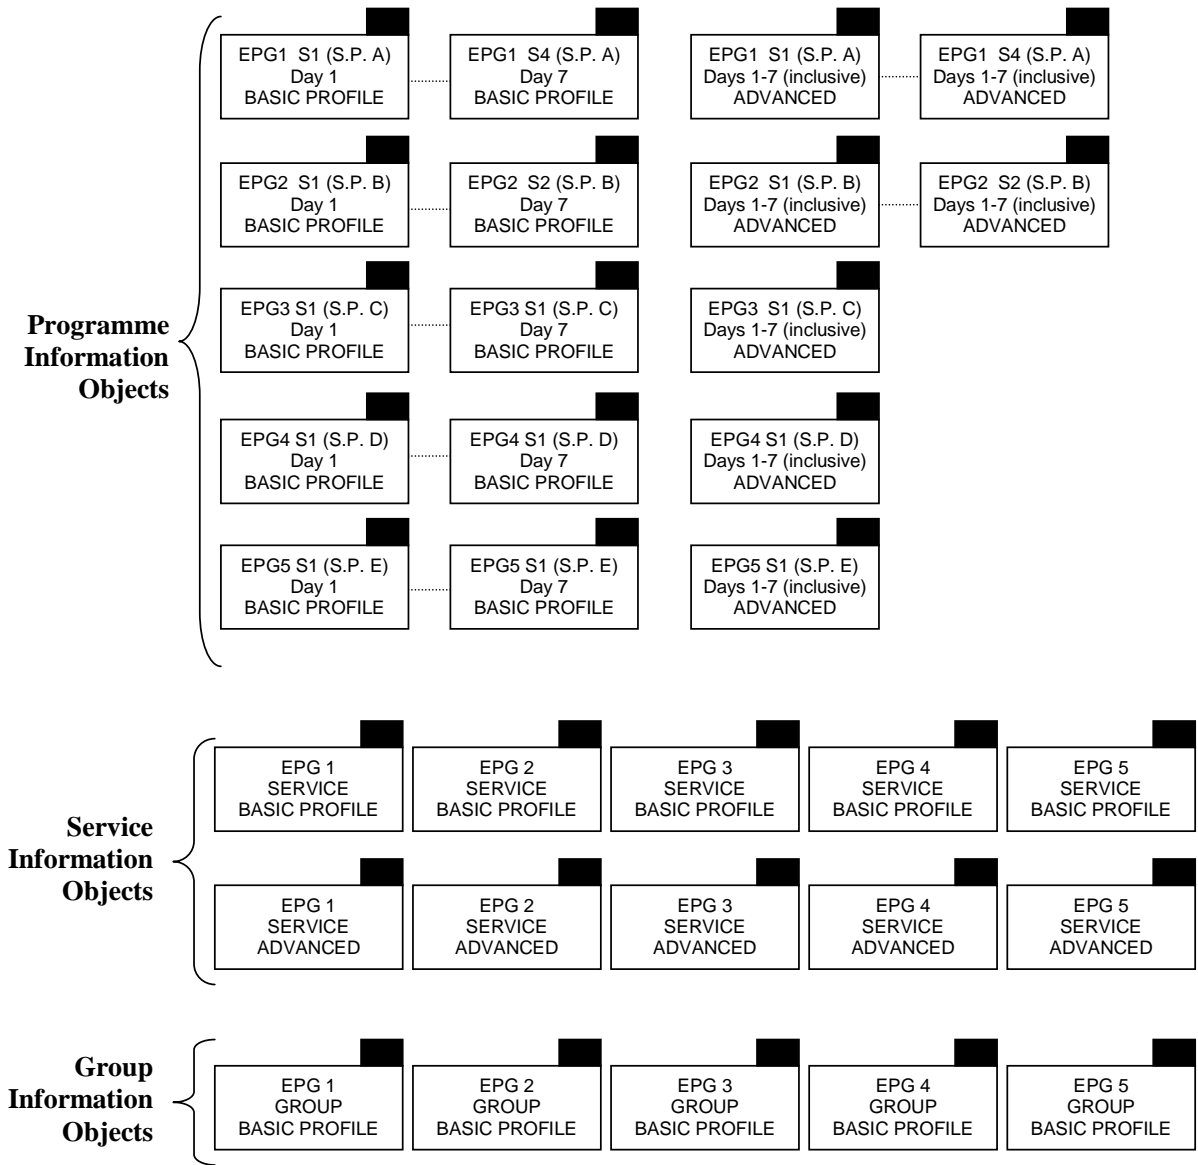 EPG1 S1 (S.P. A)
Day 1
BASIC PROFILE
EPG1 S4 (S.P. A)
Day 7
BASIC PROFILE
EPG1 S1 (S.P. A)
Days 1-7 (inclusive)
ADVANCED
EPG1 S4 (S.P. A)
Days 1-7 (inclusive)
ADVANCED
EPG2 S1 (S.P. B)
Day 1
BASIC PROFILE
EPG2 S2 (S.P. B)
Day 7
BASIC PROFILE
EPG2 S1 (S.P. B)
Days 1-7 (inclusive)
ADVANCED
EPG2 S2 (S.P. B)
Days 1-7 (inclusive)
ADVANCED
Programme
Information
Objects
EPG3 S1 (S.P. C)
Day 1
BASIC PROFILE
EPG3 S1 (S.P. C)
Day 7
BASIC PROFILE
EPG3 S1 (S.P. C)
Days 1-7 (inclusive)
ADVANCED
EPG4 S1 (S.P. D)
Day 1
BASIC PROFILE
EPG4 S1 (S.P. D)
Day 7
BASIC PROFILE
EPG4 S1 (S.P. D)
Days 1-7 (inclusive)
ADVANCED
EPG5 S1 (S.P. E)
Day 1
BASIC PROFILE
EPG5 S1 (S.P. E)
Day 7
BASIC PROFILE
EPG5 S1 (S.P. E)
Days 1-7 (inclusive)
ADVANCED
Service
Information
Objects
EPG 1
SERVICE
BASIC PROFILE
EPG 2
SERVICE
BASIC PROFILE
EPG 3
SERVICE
BASIC PROFILE
EPG 4
SERVICE
BASIC PROFILE
EPG 5
SERVICE
BASIC PROFILE
EPG 1
SERVICE
ADVANCED
EPG 2
SERVICE
ADVANCED
EPG 3
SERVICE
ADVANCED
EPG 4
SERVICE
ADVANCED
EPG 5
SERVICE
ADVANCED
Group
Information
Objects
EPG 1
GROUP
BASIC PROFILE
EPG 2
GROUP
BASIC PROFILE
EPG 3
GROUP
BASIC PROFILE
EPG 4
GROUP
BASIC PROFILE
EPG 5
GROUP
BASIC PROFILE